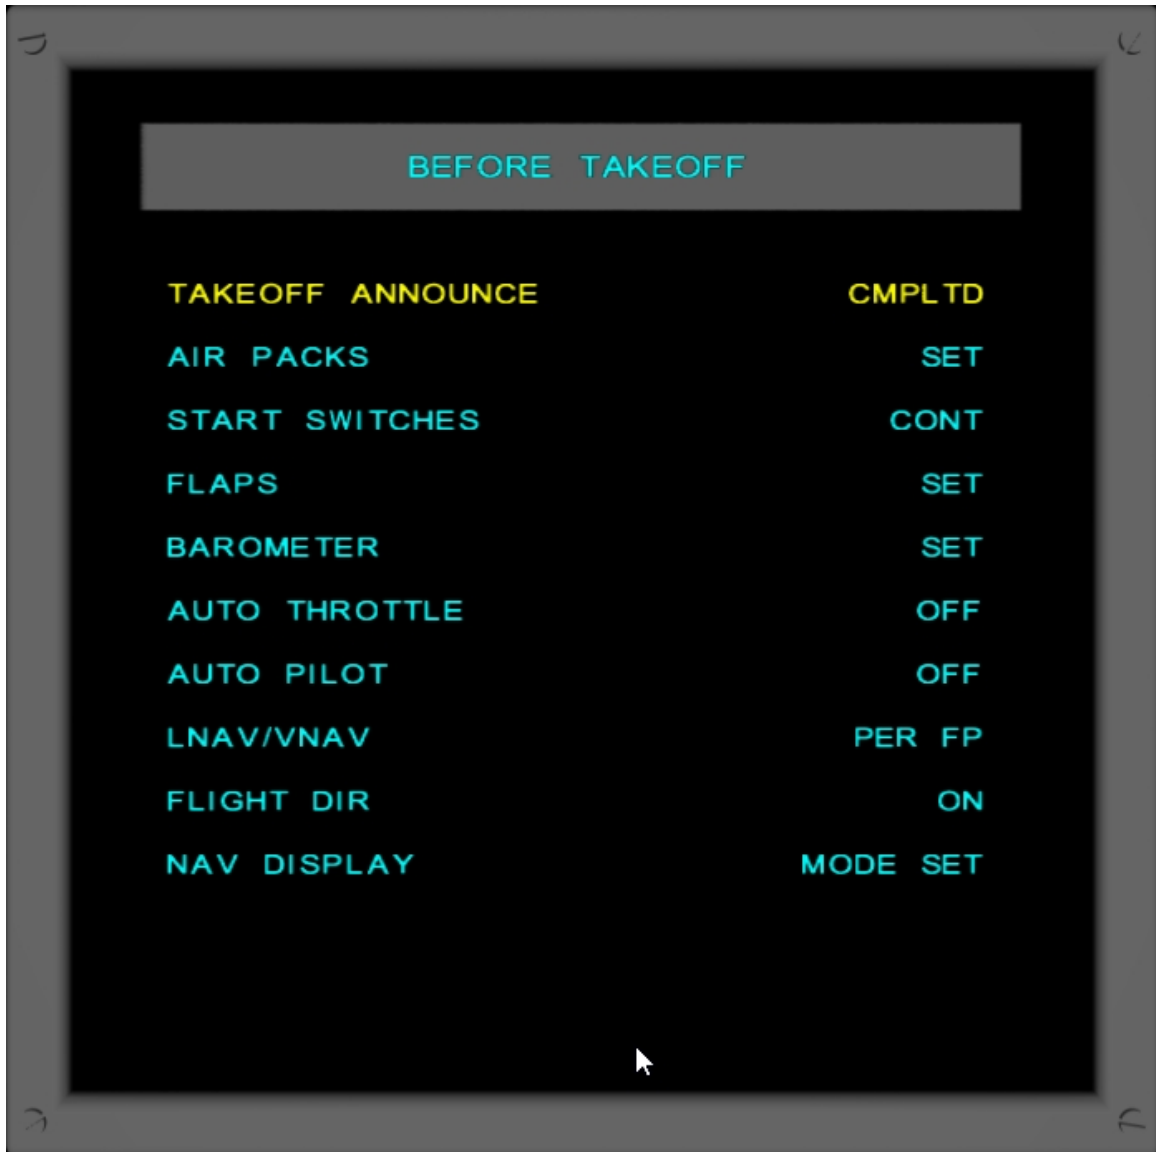 BEFORE TAKEOFF
TAKEOFF ANNOUNCE CMPLTD
AIR PACKS SET
START SWITCHES CONT
FLAPS SET
BAROMETER SET
AUTO THROTTLE OFF
AUTO PILOT OFF
LNAV/VNAV PER FP
FLIGHT DIR ON
NAV DISPLAY MODE SET